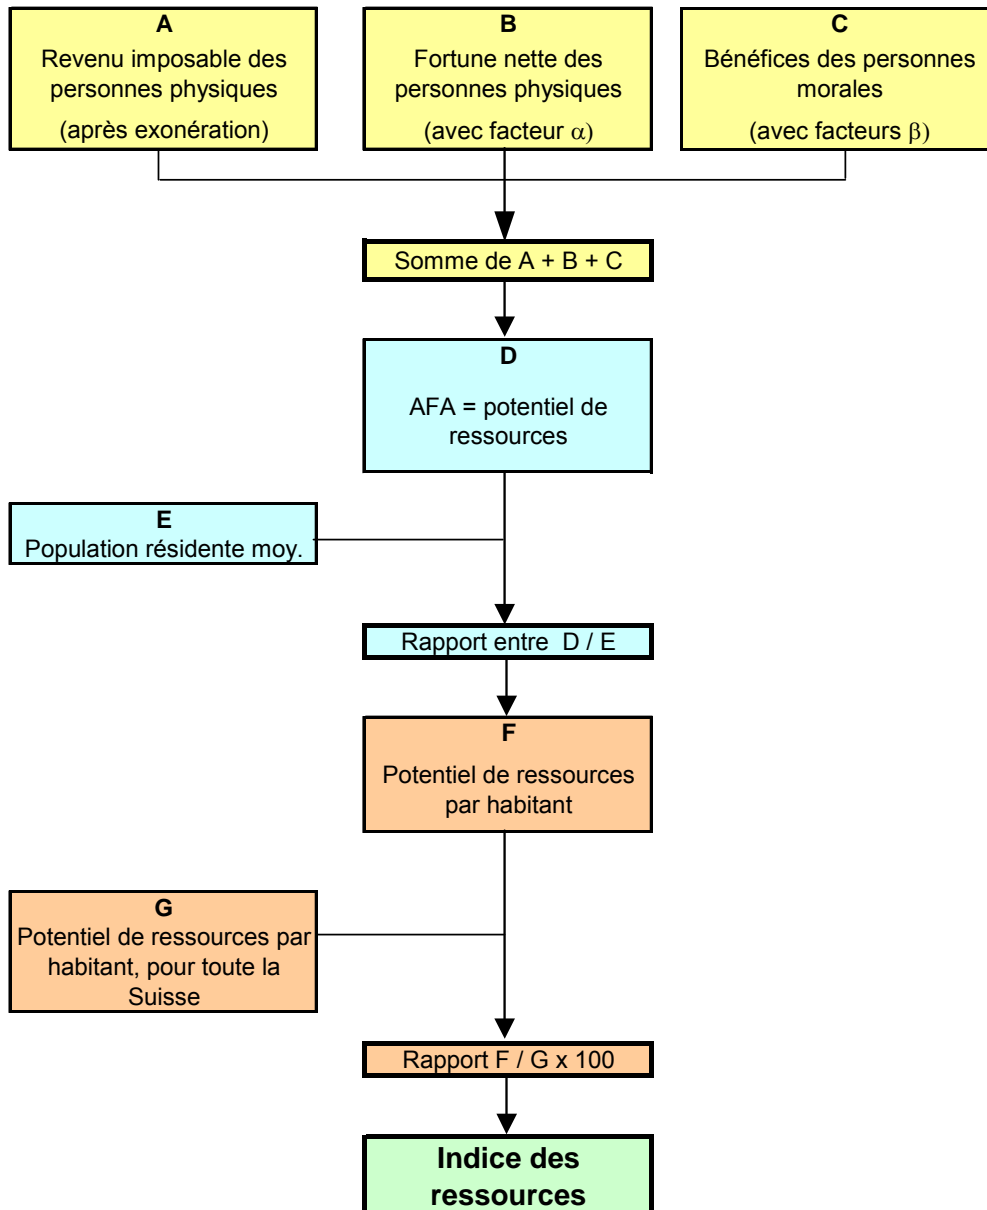 A
Revenu imposable des
personnes physiques
(après exonération)
B
Fortune nette des
personnes physiques
(avec facteur α)
C
Bénéfices des personnes
morales
(avec facteurs β)
Somme de A + B + C
D
AFA = potentiel de
ressources
E
Population résidente moy.
Rapport entre D / E
F
Potentiel de ressources
par habitant
G
Potentiel de ressources par
habitant, pour toute la
Suisse
Rapport F / G x 100
Indice des
ressources